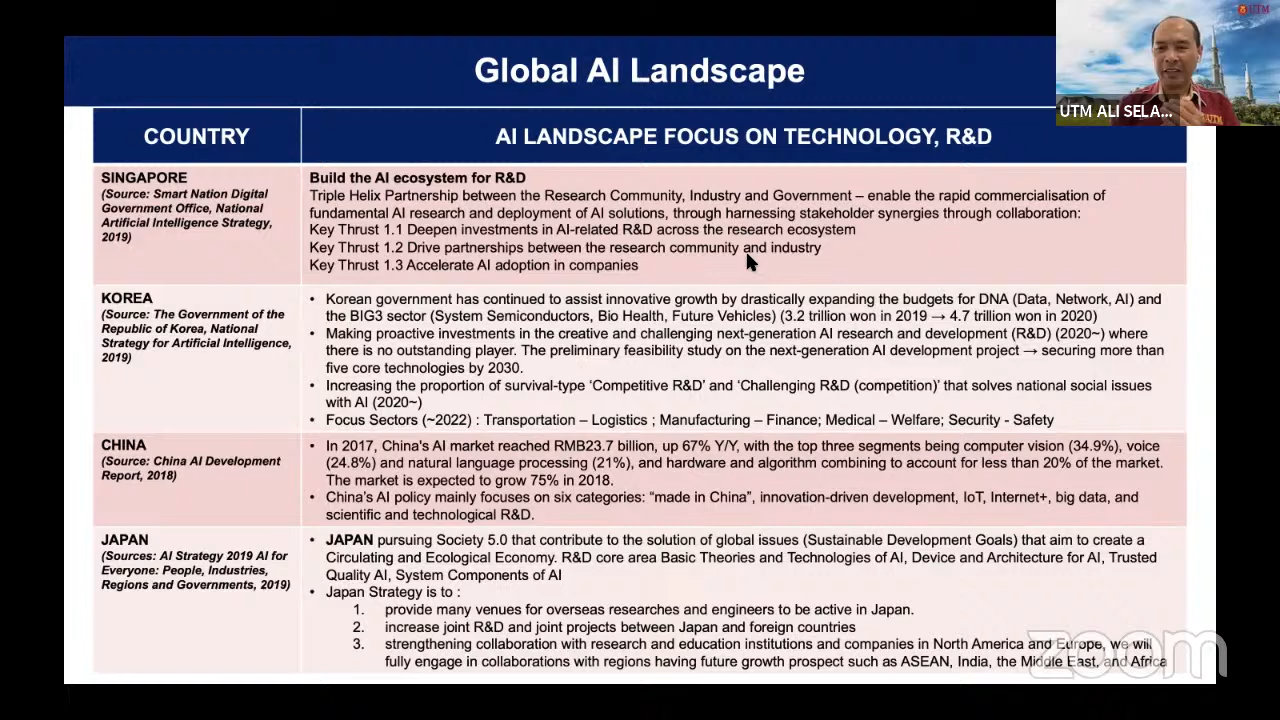 UTM
Global AI Landscape
UTM ALI SELA...
COUNTRY
AI LANDSCAPE FOCUS ON TECHNOLOGY, R&D
SINGAPORE
(Source: Smart Nation Digital
Government Office, National
Artificial Intelligence Strategy,
2019)
Build the AI ecosystem for R&D
Triple Helix Partnership between the Research Community, Industry and Government – enable the rapid commercialisation of
fundamental AI research and deployment of AI solutions, through harnessing stakeholder synergies through collaboration:
Key Thrust 1.1 Deepen investments in AI-related R&D across the research ecosystem
Key Thrust 1.2 Drive partnerships between the research community and industry
Key Thrust 1.3 Accelerate AI adoption in companies
KOREA
(Source: The Government of the
Republic of Korea, National
Strategy for Artificial Intelligence,
2019)
• Korean government has continued to assist innovative growth by drastically expanding the budgets for DNA (Data, Network, AI) and
the BIG3 sector (System Semiconductors, Bio Health, Future Vehicles) (3.2 trillion won in 2019 → 4.7 trillion won in 2020)
• Making proactive investments in the creative and challenging next-generation AI research and development (R&D) (2020~) where
there is no outstanding player. The preliminary feasibility study on the next-generation AI development project → securing more than
five core technologies by 2030.
• Increasing the proportion of survival-type ‘Competitive R&D’ and ‘Challenging R&D (competition)’ that solves national social issues
with AI (2020~)
• Focus Sectors (~2022) : Transportation – Logistics ; Manufacturing – Finance; Medical – Welfare; Security - Safety
CHINA
(Source: China AI Development
Report, 2018)
• In 2017, China's AI market reached RMB23.7 billion, up 67% Y/Y, with the top three segments being computer vision (34.9%), voice
(24.8%) and natural language processing (21%), and hardware and algorithm combining to account for less than 20% of the market.
The market is expected to grow 75% in 2018.
• China’s AI policy mainly focuses on six categories: “made in China”, innovation-driven development, IoT, Internet+, big data, and
scientific and technological R&D.
JAPAN
(Sources: AI Strategy 2019 AI for
Everyone: People, Industries,
Regions and Governments, 2019)
• JAPAN pursuing Society 5.0 that contribute to the solution of global issues (Sustainable Development Goals) that aim to create a
Circulating and Ecological Economy. R&D core area Basic Theories and Technologies of AI, Device and Architecture for AI, Trusted
Quality AI, System Components of AI
• Japan Strategy is to :
1. provide many venues for overseas researches and engineers to be active in Japan.
2. increase joint R&D and joint projects between Japan and foreign countries
3. strengthening collaboration with research and education institutions and companies in North America and Europe, we will
fully engage in collaborations with regions having future growth prospect such as ASEAN, India, the Middle East, and Africa
zoom